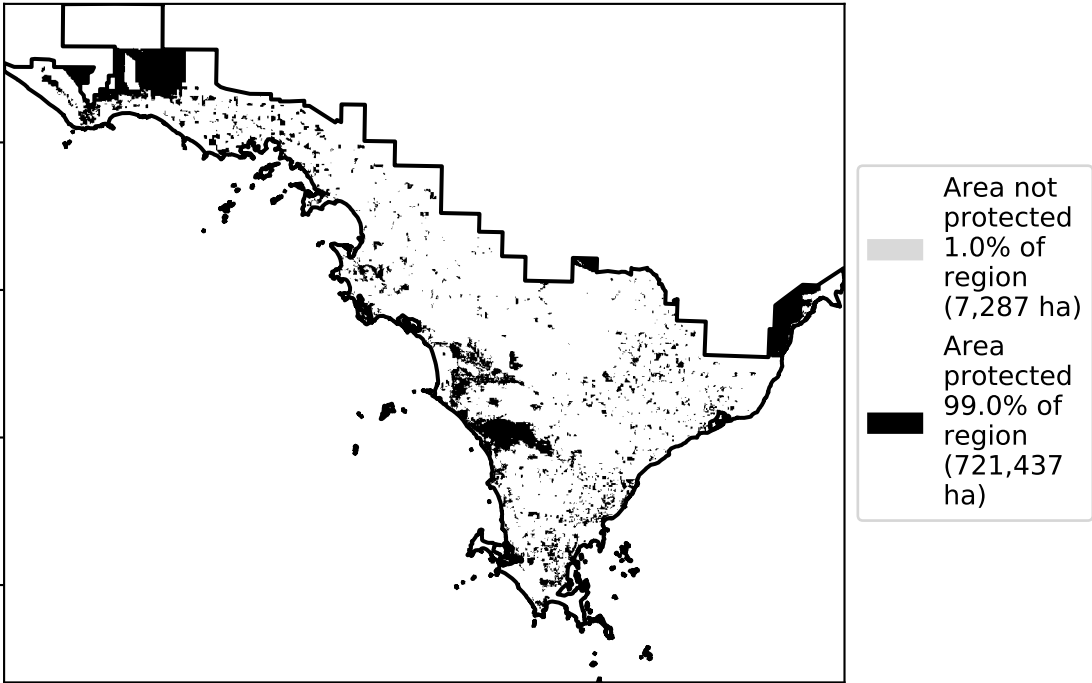 Area not
protected
1.0% of
region
(7,287 ha)
Area
protected
99.0% of
region
(721,437
ha)